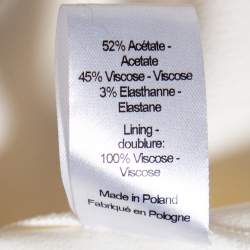 52% Acétate -
Acetate
45% Viscose - Viscose
3% Elasthanne -
Elastane
Lining -
doublure:
100% Viscose -
Viscose
Made in Poland
Fabriqué en Pologne